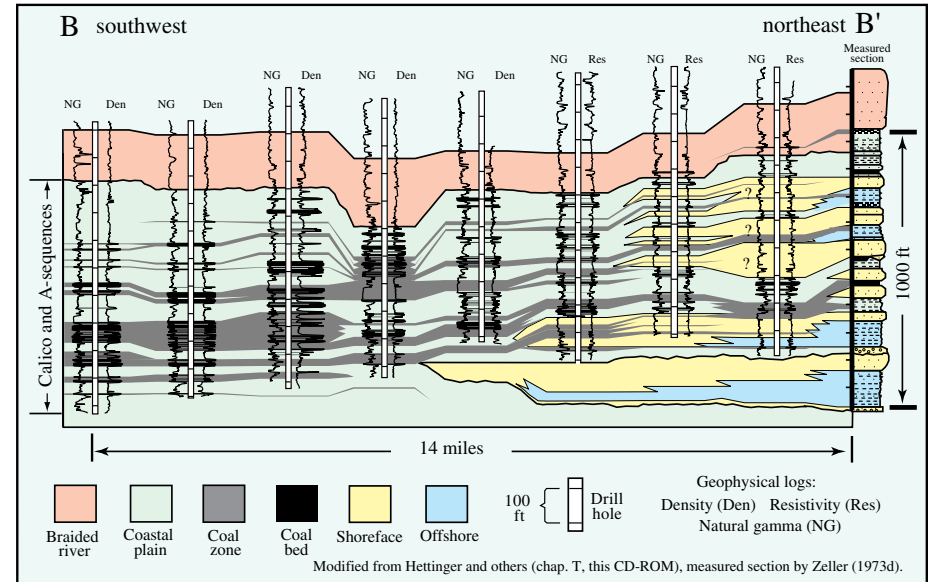 B southwest
northeast B'
Measured
section
NG Den
NG Den
NG Den
NG Den
NG Den
NG Res
NG Res
NG Res
Calico and A-sequences
?
?
?
1000 ft
14 miles
Braided
river
Coastal
plain
Coal
zone
Coal
bed
Shoreface
Offshore
100
ft
Drill
hole
Geophysical logs:
Density (Den) Resistivity (Res)
Natural gamma (NG)
Modified from Hettinger and others (chap. T, this CD-ROM), measured section by Zeller (1973d).